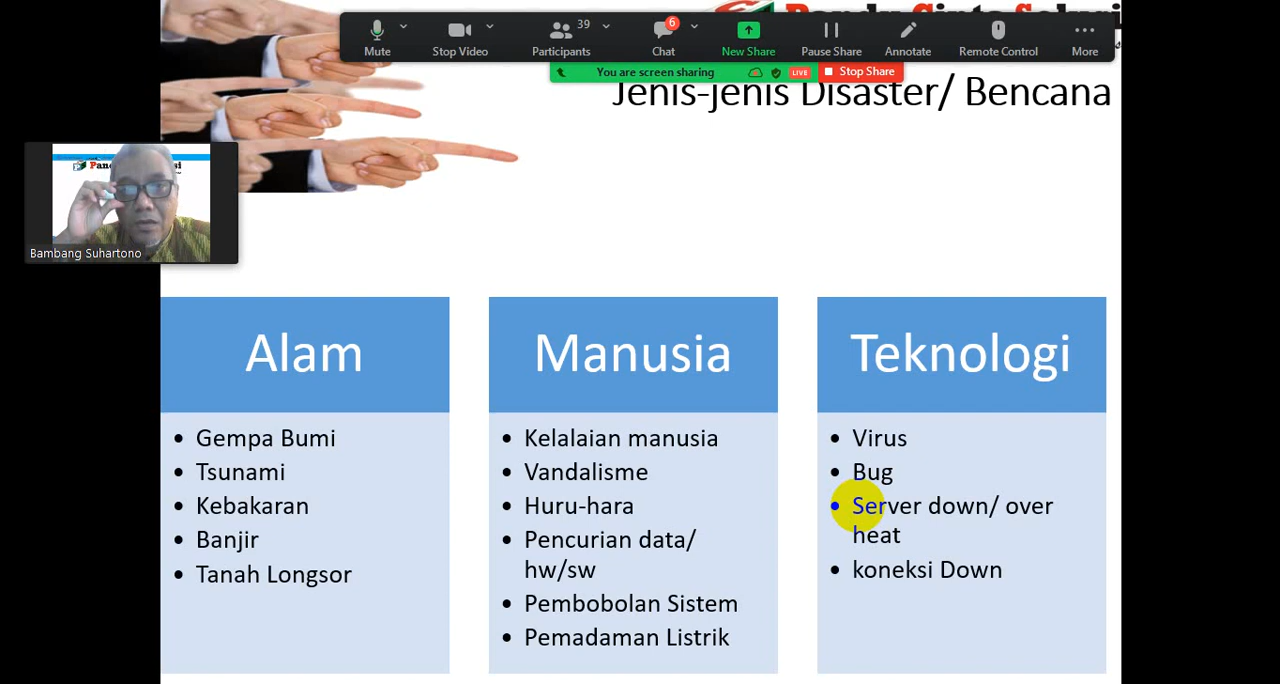 Mute
Stop Video
Participants
39
Chat
6
New Share
Pause Share
Annotate
Remote Control
More
You are screen sharing
LIVE
Stop Share
Jenis-jenis Disaster/ Bencana
Bambang Suhartono
Alam
• Gempa Bumi
• Tsunami
• Kebakaran
• Banjir
• Tanah Longsor
Manusia
• Kelalaian manusia
• Vandalisme
• Huru-hara
• Pencurian data/
hw/sw
• Pembobolan Sistem
• Pemadaman Listrik
Teknologi
• Virus
• Bug
• Server down/ over
heat
• koneksi Down